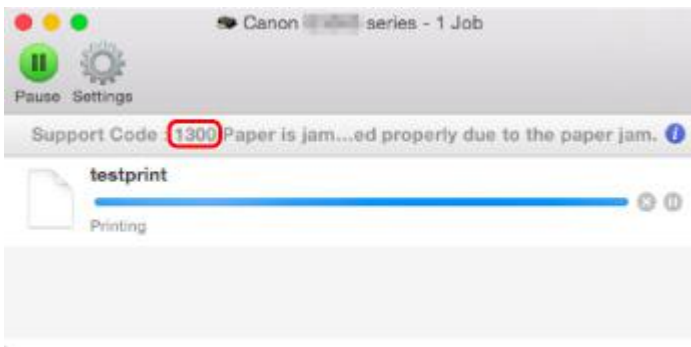 Canon series - 1 Job
Pause Settings
Support Code : 1300 Paper is jam...ed properly due to the paper jam.
testprint
Printing